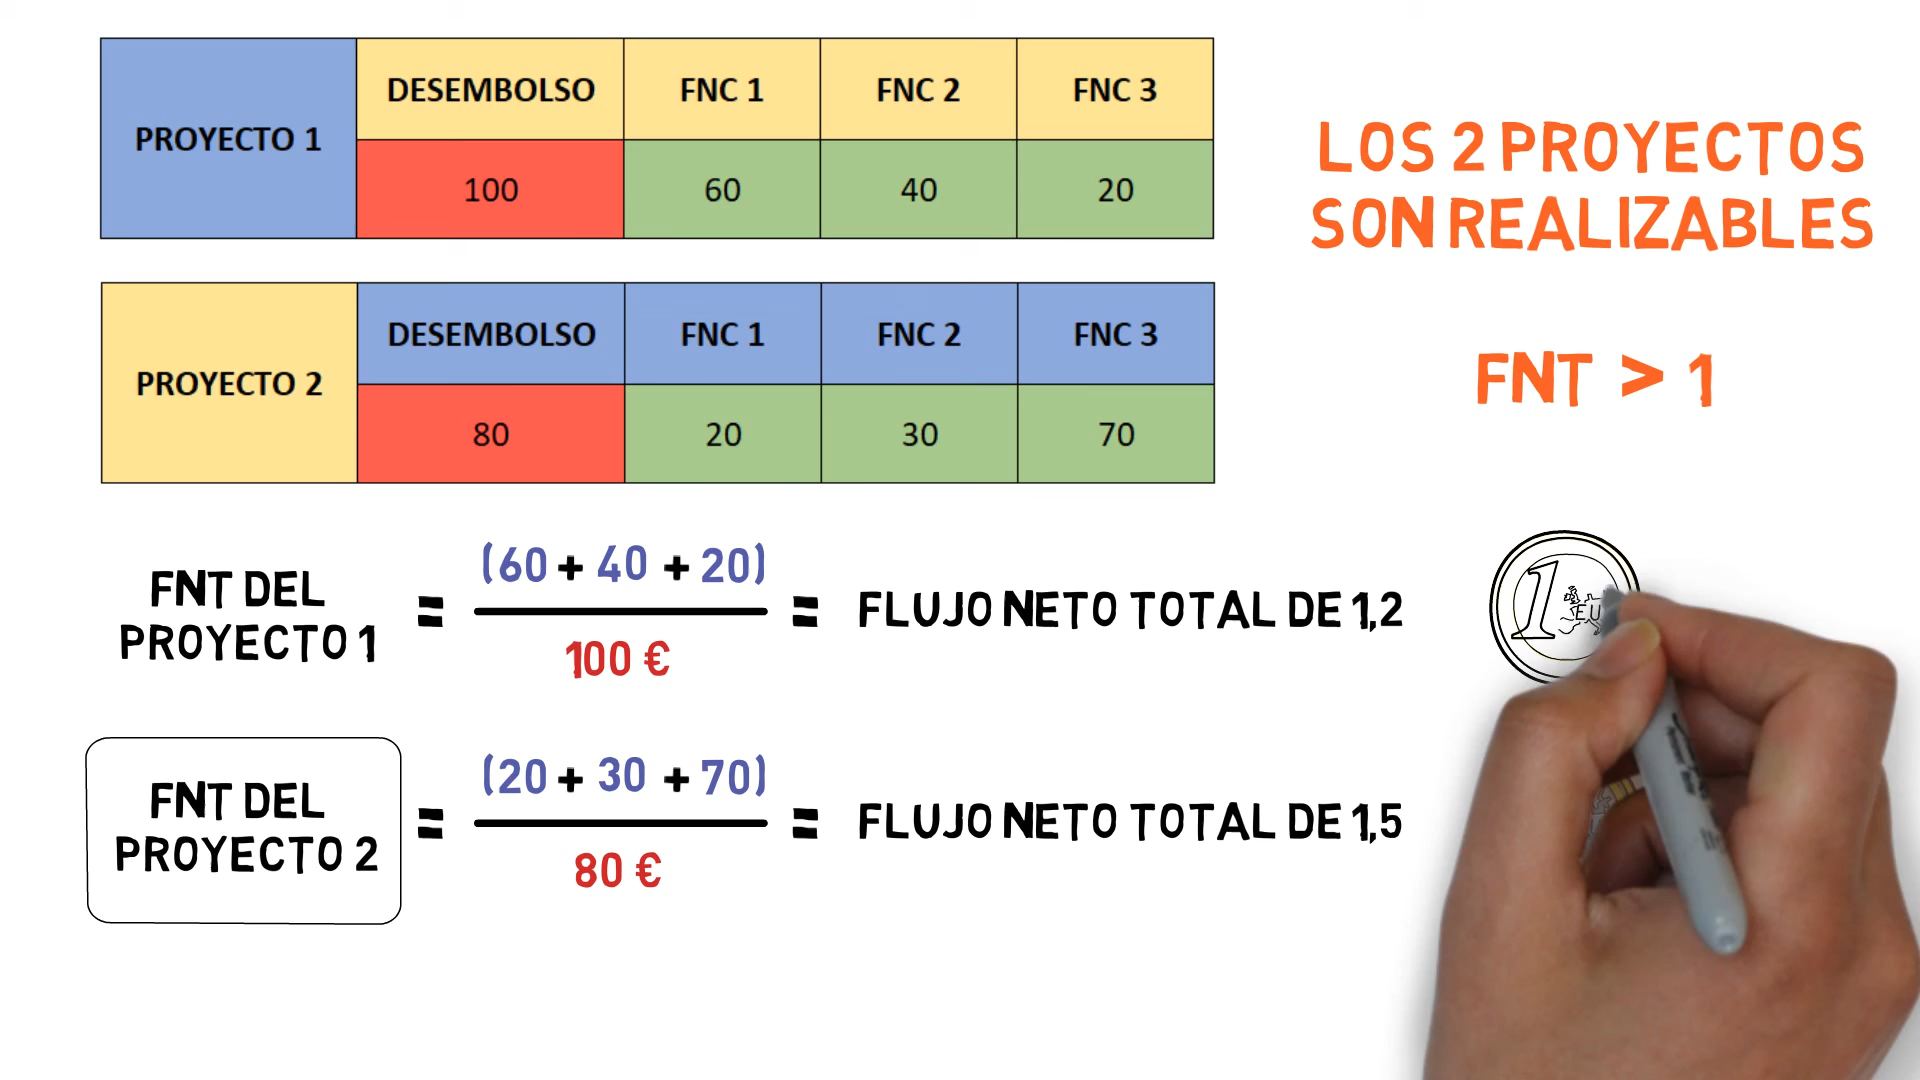 PROYECTO 1
DESEMBOLSO FNC 1 FNC 2 FNC 3
100 60 40 20
LOS 2 PROYECTOS
SON REALIZABLES
PROYECTO 2
DESEMBOLSO FNC 1 FNC 2 FNC 3
80 20 30 70
FNT > 1
FNT DEL
PROYECTO 1
=
(60 + 40 + 20)
100 €
= FLUJO NETO TOTAL DE 1,2
1
EU
FNT DEL
PROYECTO 2
=
(20 + 30 + 70)
80 €
= FLUJO NETO TOTAL DE 1,5